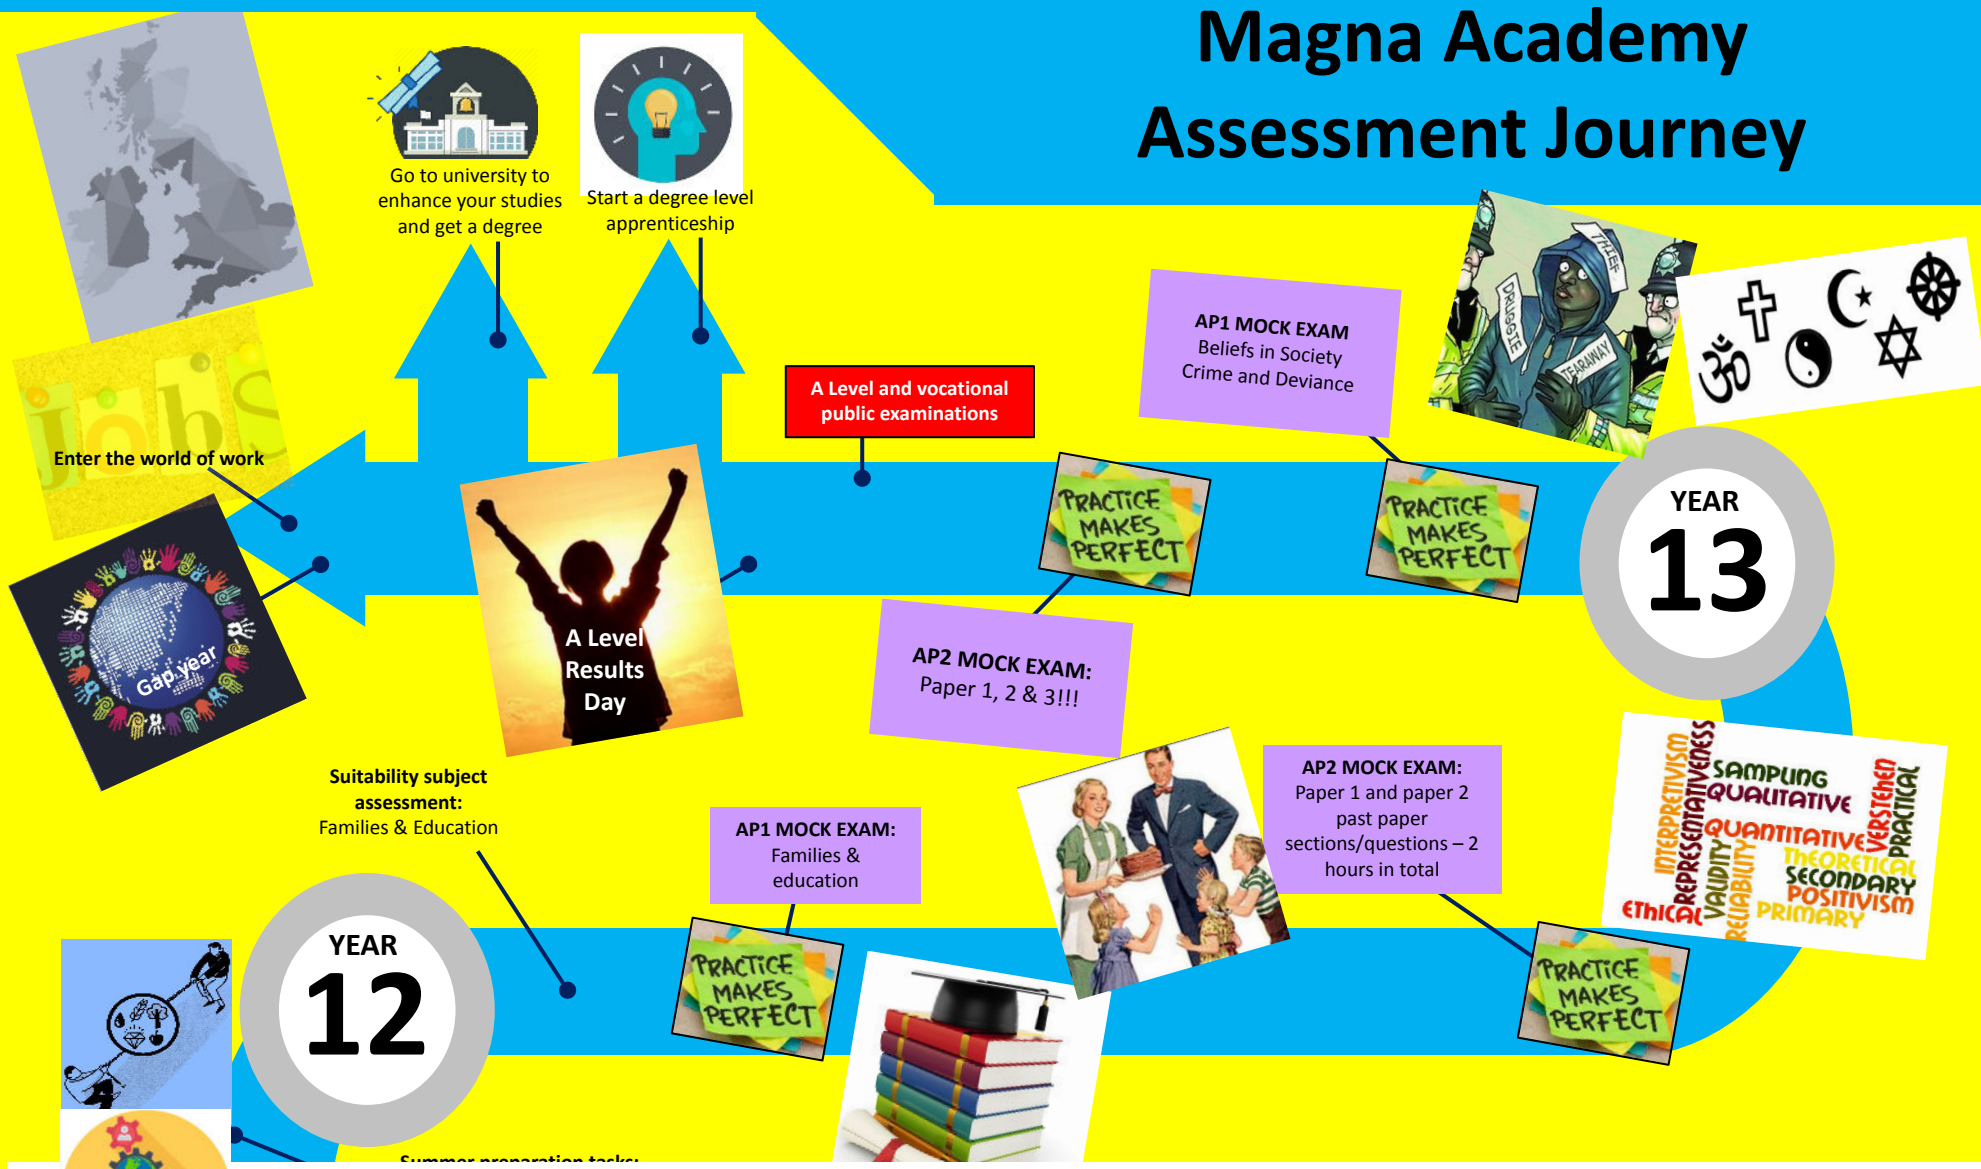 Magna Academy
Assessment Journey
Go to university to
enhance your studies
and get a degree
Start a degree level
apprenticeship
THIEF
DRUGGIE
TEARAWAY
AP1 MOCK EXAM
Beliefs in Society
Crime and Deviance
A Level and vocational
public examinations
jobs
Enter the world of work
PRACTICE
MAKES
PERFECT
PRACTICE
MAKES
PERFECT
YEAR
13
Gap year
A Level
Results
Day
AP2 MOCK EXAM:
Paper 1, 2 & 3!!!
Suitability subject
assessment:
Families & Education
AP1 MOCK EXAM:
Families &
education
AP2 MOCK EXAM:
Paper 1 and paper 2
past paper
sections/questions – 2
hours in total
INTERPRETIVISM
REPRESENTATIVENESS
SAMPLING
QUALITATIVE
VERSTEHEN
PRACTICAL
QUANTITATIVE
THEORETICAL
SECONDARY
POSITIVISM
PRIMARY
ETHICAL
VALIDITY
RELIABILITY
YEAR
12
PRACTICE
MAKES
PERFECT
PRACTICE
MAKES
PERFECT
Summer preparation tasks: